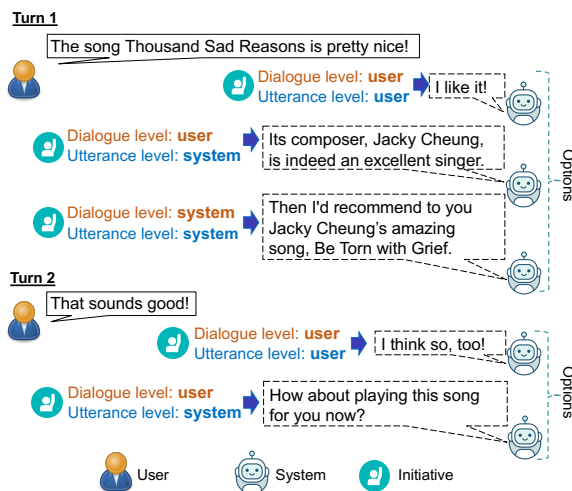 Turn 1
The song Thousand Sad Reasons is pretty nice!
Dialogue level: user
Utterance level: user
I like it!
Dialogue level: user
Utterance level: system
Its composer, Jacky Cheung,
is indeed an excellent singer.
Dialogue level: system
Utterance level: system
Then I'd recommend to you
Jacky Cheung's amazing
song, Be Torn with Grief.
Options
Turn 2
That sounds good!
Dialogue level: user
Utterance level: user
I think so, too!
Dialogue level: user
Utterance level: system
How about playing this song
for you now?
Options
User
System
Initiative